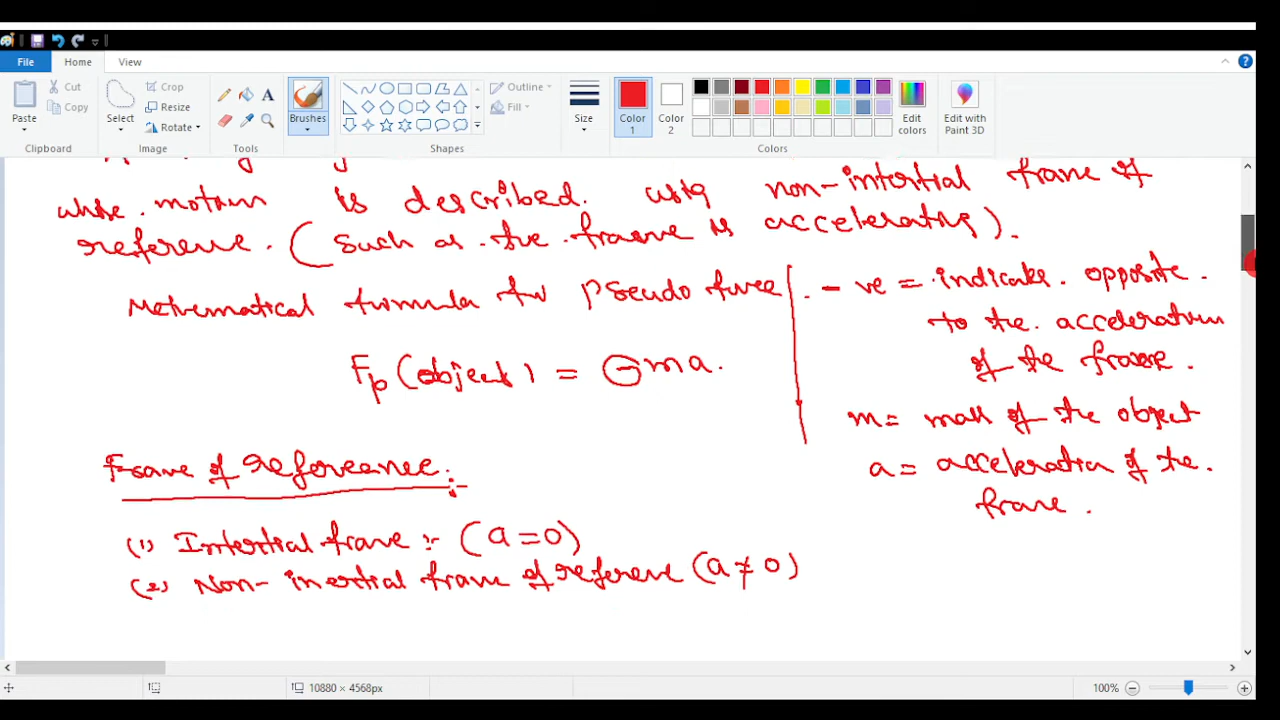 File
Home
View
Cut
Copy
Paste
Clipboard
Crop
Resize
Rotate
Select
Image
Tools
Brushes
Outline
Fill
Shapes
Size
Color 1
Color 2
Edit colors
Edit with Paint 3D
Colors
whose motion is described using non-intertial frame of
reference. (Such as the frame is accelerating).
Mathematical formula for pseudo force.
Fp (object) = ⊖ma.
-ve = indicate opposite
to the acceleration
of the frame.
m = mass of the object
a = acceleration of the
frame.
Frame of refereance :-
(1) Intertial frame :- (a = 0)
(2) Non-inertial frame of referene (a ≠ 0)
10880 × 4568px
100%